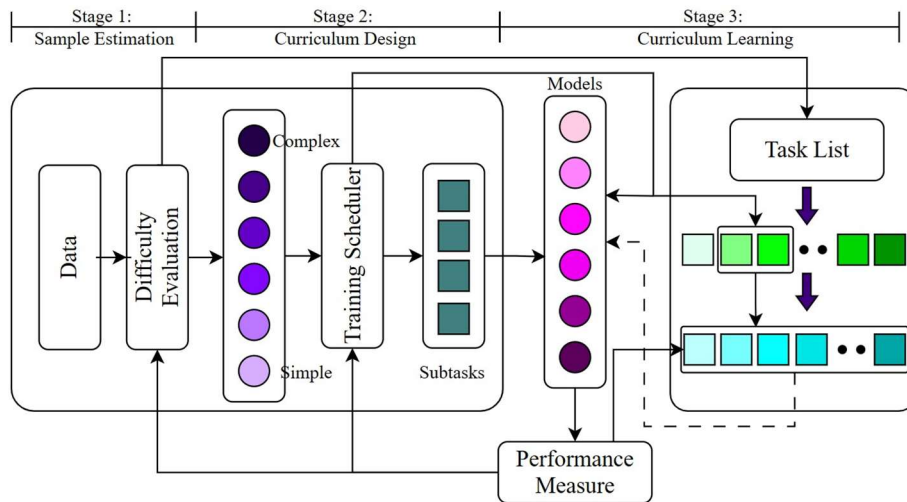 Stage 1:
Sample Estimation
Stage 2:
Curriculum Design
Stage 3:
Curriculum Learning
Data
Difficulty
Evaluation
Complex
Simple
Training Scheduler
Subtasks
Models
Task List
Performance
Measure